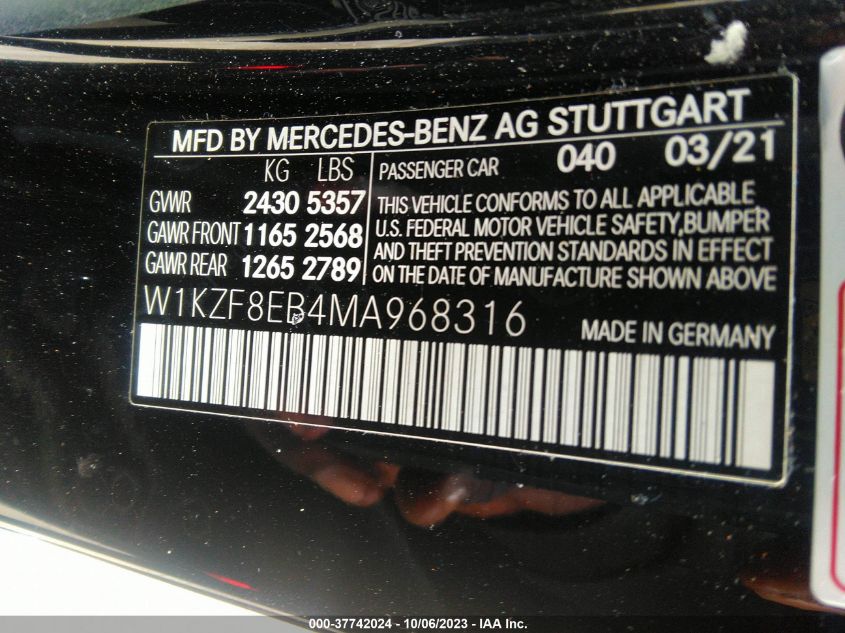 MFD BY MERCEDES-BENZ AG STUTTGART
KG LBS
GVWR 2430 5357
GAWR FRONT 1165 2568
GAWR REAR 1265 2789
PASSENGER CAR 040 03/21
THIS VEHICLE CONFORMS TO ALL APPLICABLE
U.S. FEDERAL MOTOR VEHICLE SAFETY,BUMPER
AND THEFT PREVENTION STANDARDS IN EFFECT
ON THE DATE OF MANUFACTURE SHOWN ABOVE
W1KZF8EB4MA968316
MADE IN GERMANY
000-37742024 - 10/06/2023 - IAA Inc.